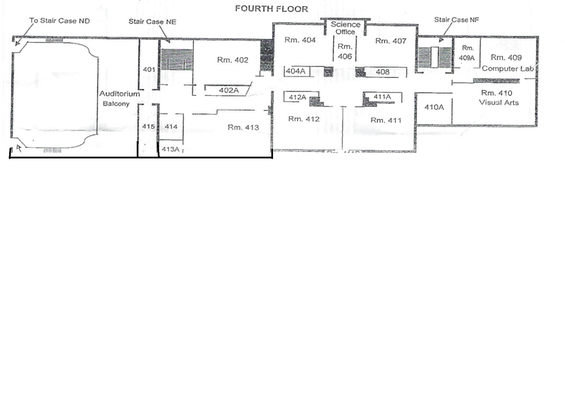 FOURTH FLOOR
To Stair Case ND
Stair Case NE
Science
Office
Stair Case NF
Rm. 404
Rm.
406
Rm. 407
Rm.
409A
Rm. 409
Computer Lab
401
Rm. 402
404A
408
402A
Auditorium
Balcony
412A
411A
410A
Rm. 410
Visual Arts
415
414
Rm. 413
Rm. 412
Rm. 411
413A